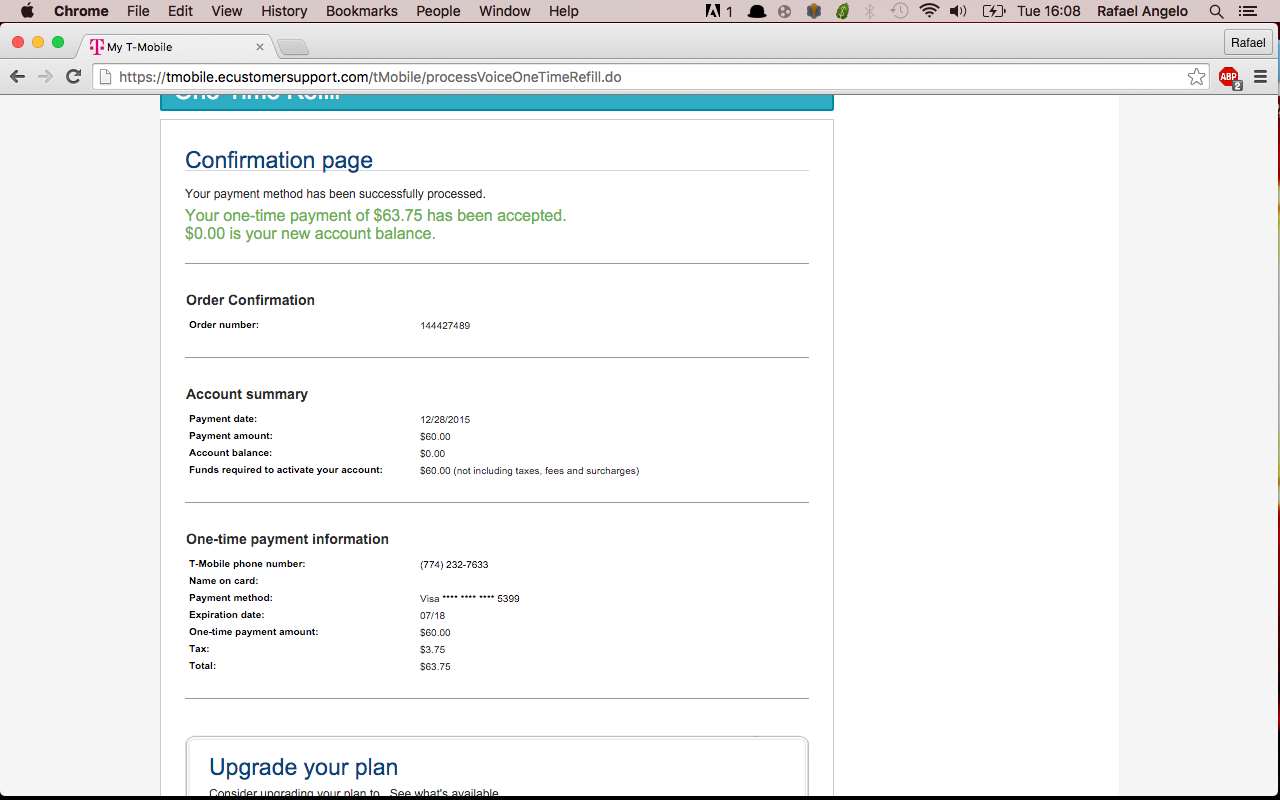 Chrome File Edit View History Bookmarks People Window Help 1 Tue 16:08 Rafael Angelo
My T-Mobile Rafael
https://tmobile.ecustomersupport.com/tMobile/processVoiceOneTimeRefill.do ABP 2
One-Time Refill
Confirmation page
Your payment method has been successfully processed.
Your one-time payment of $63.75 has been accepted.
$0.00 is your new account balance.
Order Confirmation
Order number: 144427489
Account summary
Payment date: 12/28/2015
Payment amount: $60.00
Account balance: $0.00
Funds required to activate your account: $60.00 (not including taxes, fees and surcharges)
One-time payment information
T-Mobile phone number: (774) 232-7633
Name on card:
Payment method: Visa **** **** **** 5399
Expiration date: 07/18
One-time payment amount: $60.00
Tax: $3.75
Total: $63.75
Upgrade your plan
Consider upgrading your plan to . See what's available